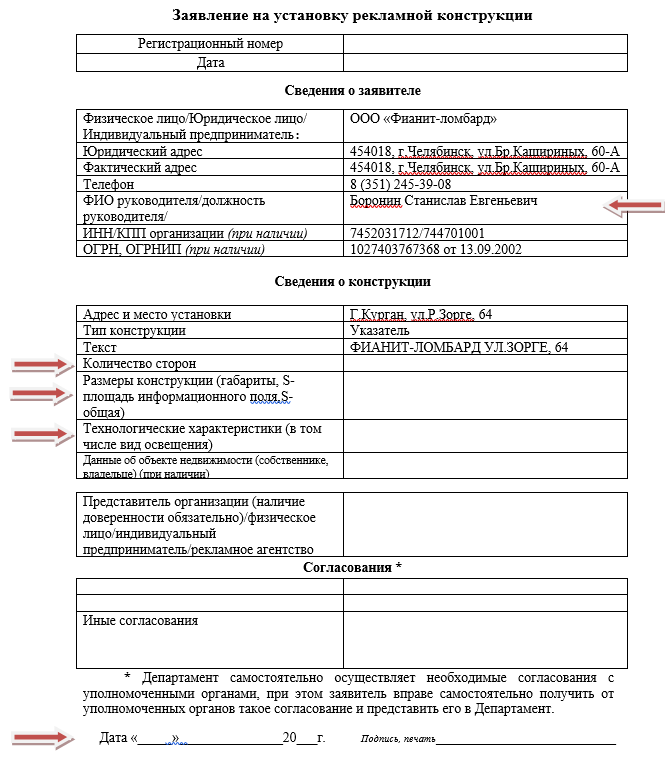 Заявление на установку рекламной конструкции
Регистрационный номер
Дата
Сведения о заявителе
Физическое лицо/Юридическое лицо/ ООО «Фианит-ломбард»
Индивидуальный предприниматель:
Юридический адрес 454018, г.Челябинск, ул.Бр.Кашириных, 60-А
Фактический адрес 454018, г.Челябинск, ул.Бр.Кашириных, 60-А
Телефон 8 (351) 245-39-08
ФИО руководителя/должность Боронин Станислав Евгеньевич
руководителя/
ИНН/КПП организации (при наличии) 7452031712/744701001
ОГРН, ОГРНИП (при наличии) 1027403767368 от 13.09.2002
Сведения о конструкции
Адрес и место установки Г.Курган, ул.Р.Зорге, 64
Тип конструкции Указатель
Текст ФИАНИТ-ЛОМБАРД УЛ.ЗОРГЕ, 64
Количество сторон
Размеры конструкции (габариты, S-
площадь информационного поля,S-
общая)
Технологические характеристики (в том
числе вид освещения)
Данные об объекте недвижимости (собственнике,
владельце) (при наличии)
Представитель организации (наличие
доверенности обязательно)/физическое
лицо/индивидуальный
предприниматель/рекламное агентство
Согласования *
Иные согласования
* Департамент самостоятельно осуществляет необходимые согласования с
уполномоченными органами, при этом заявитель вправе самостоятельно получить от
уполномоченных органов такое согласование и представить его в Департамент.
Дата «_____»________________20___г. Подпись, печать______________________________